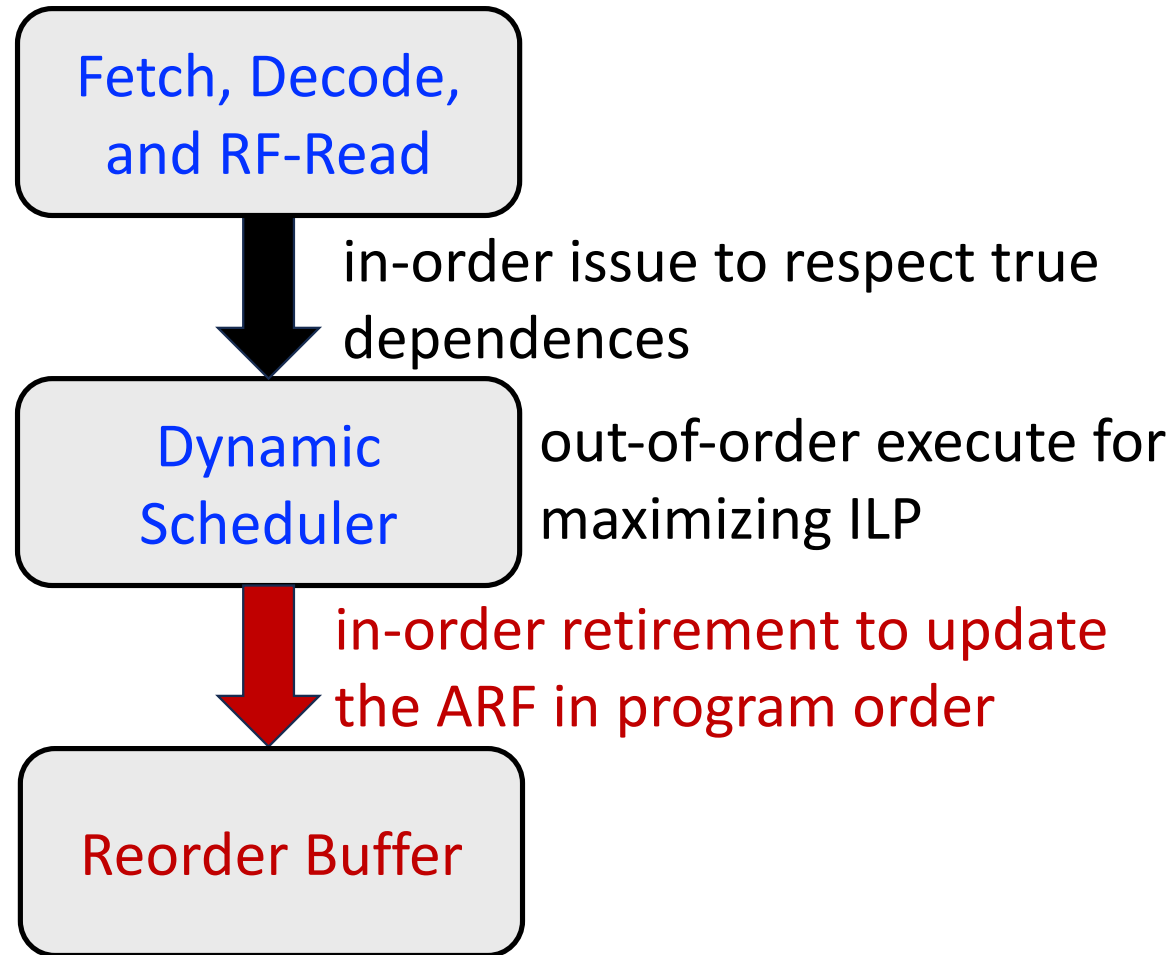 Fetch, Decode,
and RF-Read
in-order issue to respect true
dependences
Dynamic
Scheduler
out-of-order execute for
maximizing ILP
in-order retirement to update
the ARF in program order
Reorder Buffer